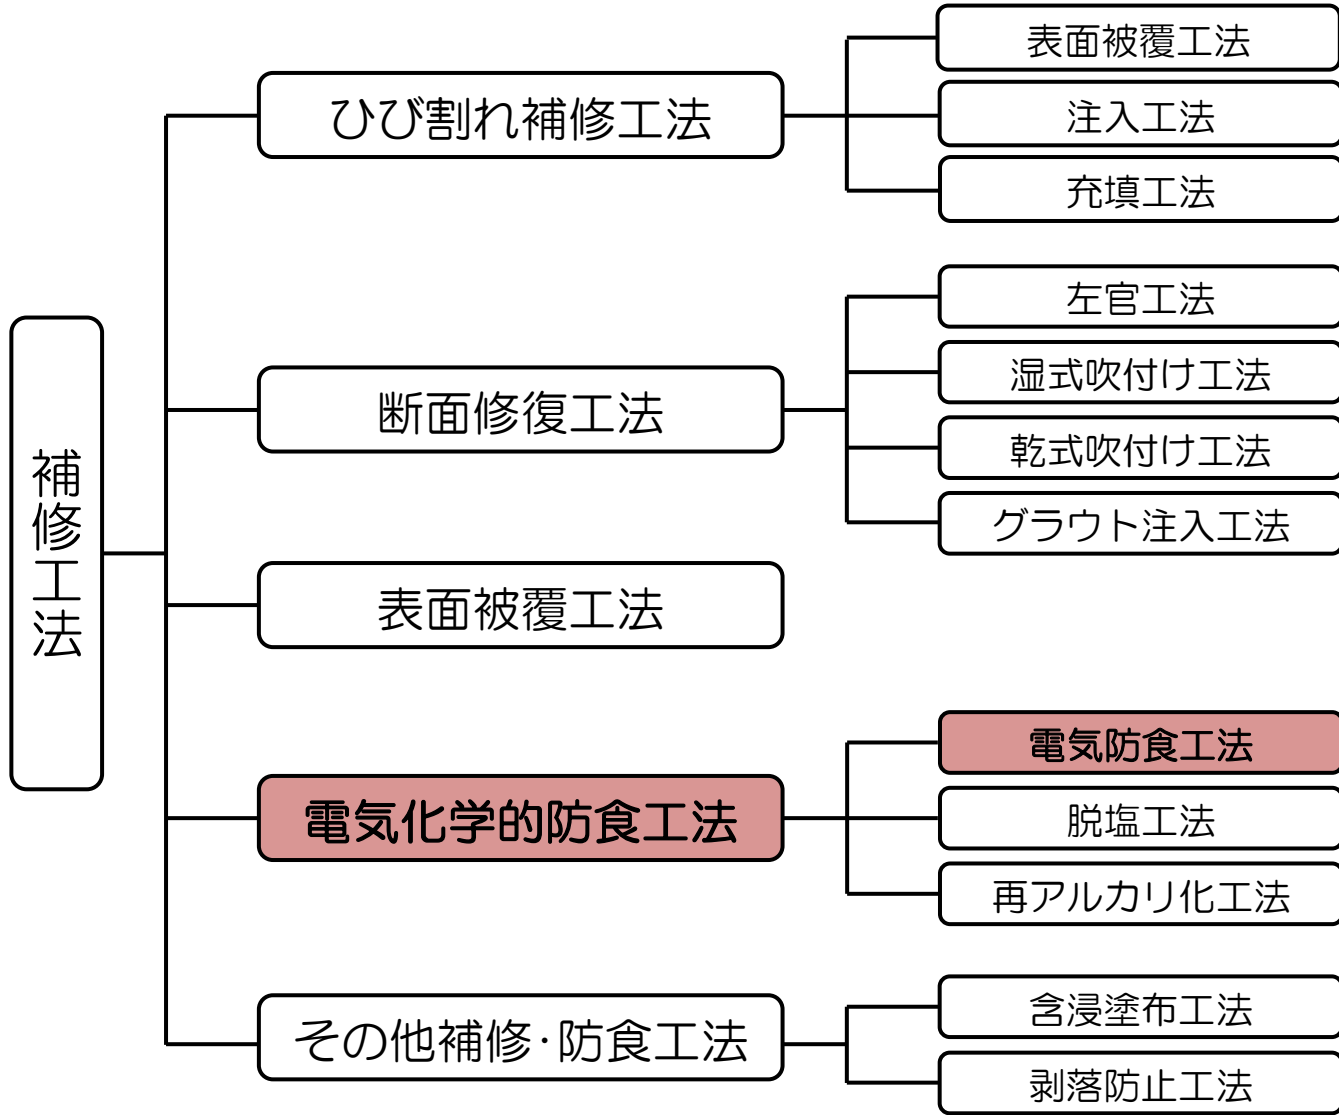 補修工法
ひび割れ補修工法
表面被覆工法
注入工法
充填工法
断面修復工法
左官工法
湿式吹付け工法
乾式吹付け工法
グラウト注入工法
表面被覆工法
電気化学的防食工法
電気防食工法
脱塩工法
再アルカリ化工法
その他補修・防食工法
含浸塗布工法
剥落防止工法